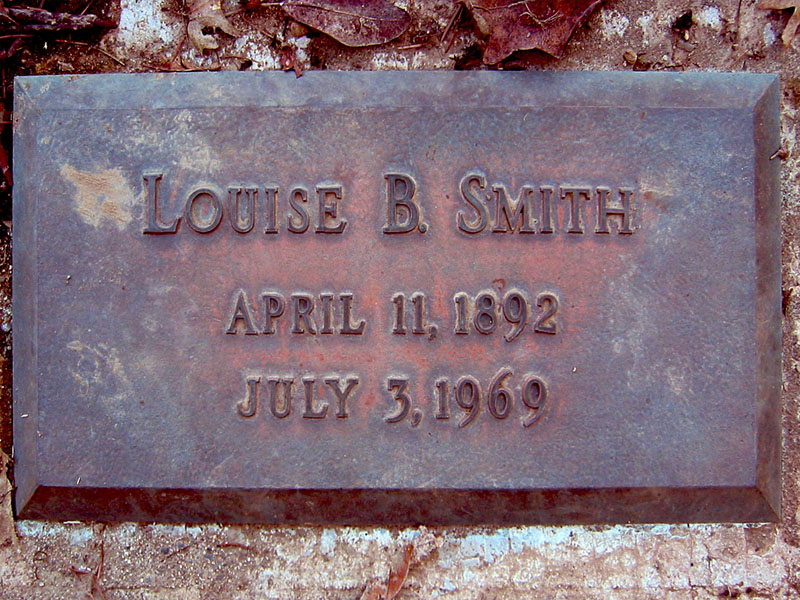 Louise B. Smith
April 11, 1892
July 3, 1969